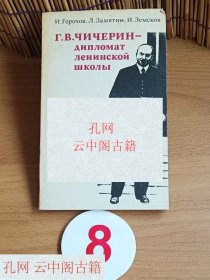 И. Горохов, Л. Замятин, И. Земсков
Г. В. ЧИЧЕРИН –
ДИПЛОМАТ
ЛЕНИНСКОЙ
ШКОЛЫ
孔网
云中阁古籍
8
孔网 云中阁古籍